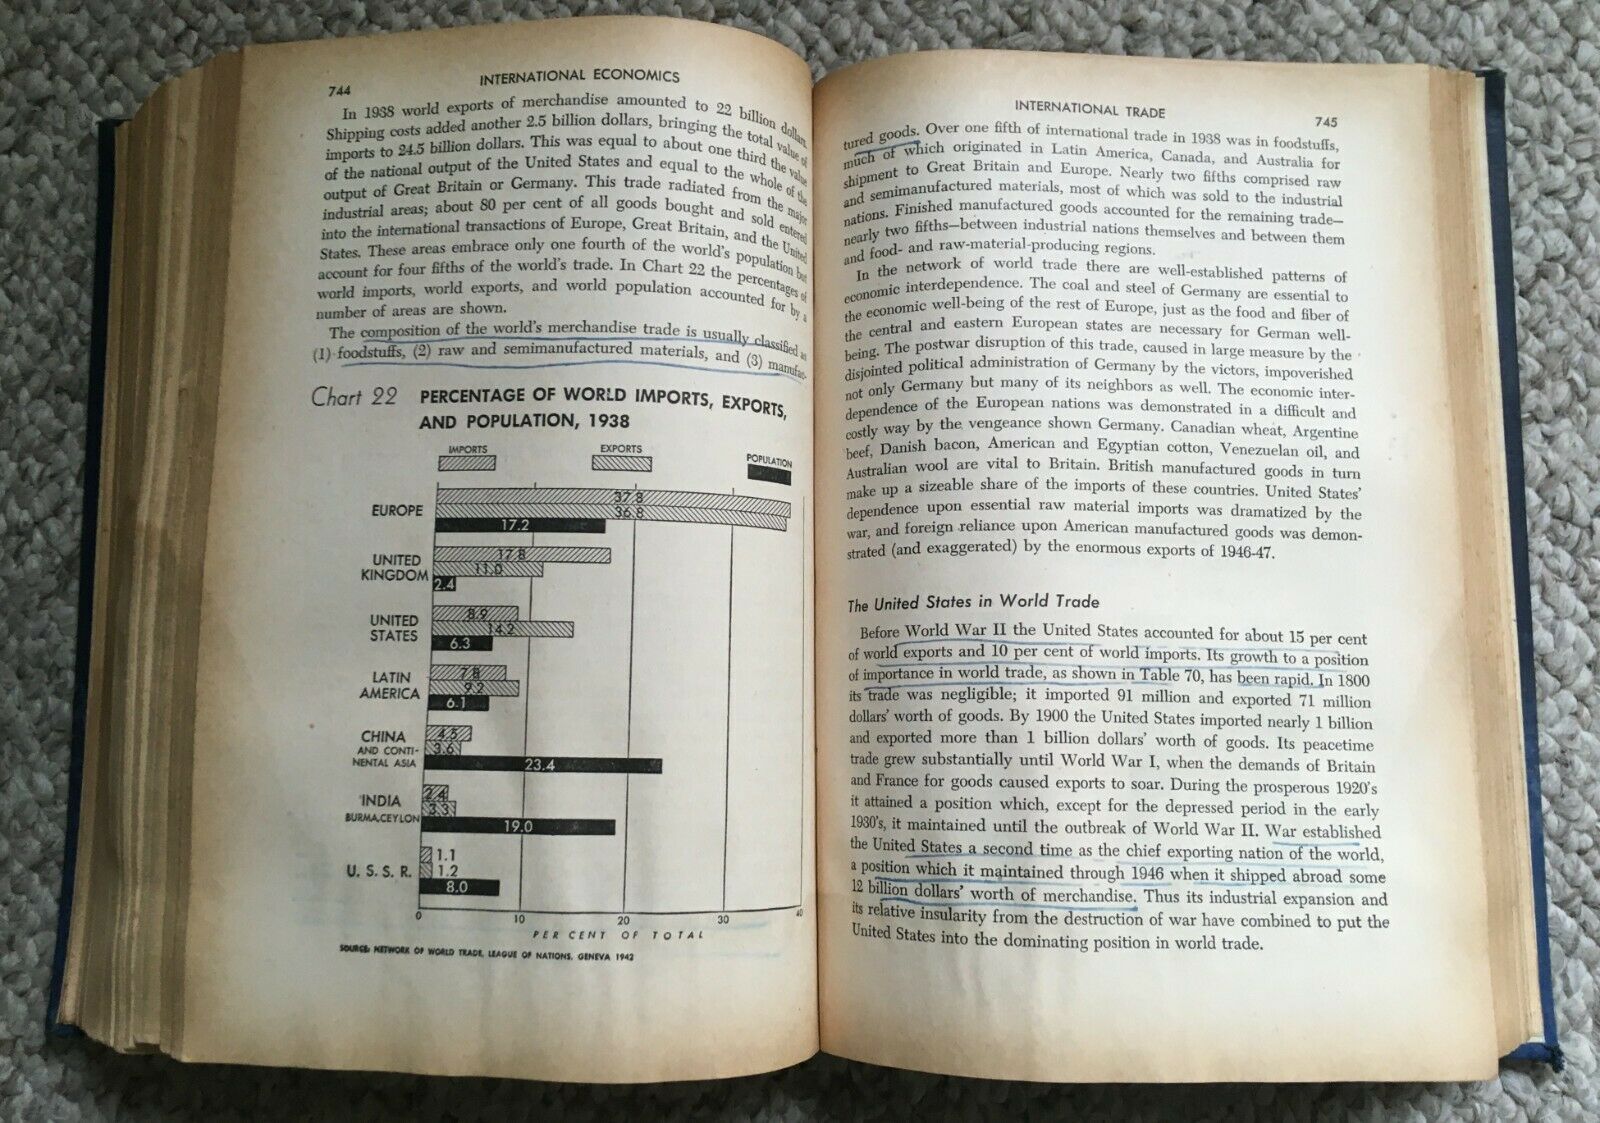 744
INTERNATIONAL ECONOMICS
In 1938 world exports of merchandise amounted to 22 billion dollars.
Shipping costs added another 2.5 billion dollars, bringing the total value of
imports to 24.5 billion dollars. This was equal to about one third the value
of the national output of the United States and equal to the whole of the
output of Great Britain or Germany. This trade radiated from the major
industrial areas; about 80 per cent of all goods bought and sold entered
into the international transactions of Europe, Great Britain, and the United
States. These areas embrace only one fourth of the world's population but
account for four fifths of the world's trade. In Chart 22 the percentages of
world imports, world exports, and world population accounted for by a
number of areas are shown.
The composition of the world's merchandise trade is usually classified as
(1) foodstuffs, (2) raw and semimanufactured materials, and (3) manufac-
Chart 22 PERCENTAGE OF WORLD IMPORTS, EXPORTS,
AND POPULATION, 1938
IMPORTS EXPORTS POPULATION
EUROPE
37.8
36.8
17.2
UNITED
KINGDOM
17.8
11.0
2.4
UNITED
STATES
8.9
14.2
6.3
LATIN
AMERICA
7.8
9.2
6.1
CHINA
AND CONTI-
NENTAL ASIA
4.5
3.6
23.4
INDIA
BURMA, CEYLON
2.4
3.3
19.0
U. S. S. R.
1.1
1.2
8.0
0 10 20 30 40
PER CENT OF TOTAL
SOURCE: NETWORK OF WORLD TRADE, LEAGUE OF NATIONS, GENEVA 1942
INTERNATIONAL TRADE
745
tured goods. Over one fifth of international trade in 1938 was in foodstuffs,
much of which originated in Latin America, Canada, and Australia for
shipment to Great Britain and Europe. Nearly two fifths comprised raw
and semimanufactured materials, most of which was sold to the industrial
nations. Finished manufactured goods accounted for the remaining trade—
nearly two fifths—between industrial nations themselves and between them
and food- and raw-material-producing regions.
In the network of world trade there are well-established patterns of
economic interdependence. The coal and steel of Germany are essential to
the economic well-being of the rest of Europe, just as the food and fiber of
the central and eastern European states are necessary for German well-
being. The postwar disruption of this trade, caused in large measure by the
disjointed political administration of Germany by the victors, impoverished
not only Germany but many of its neighbors as well. The economic inter-
dependence of the European nations was demonstrated in a difficult and
costly way by the vengeance shown Germany. Canadian wheat, Argentine
beef, Danish bacon, American and Egyptian cotton, Venezuelan oil, and
Australian wool are vital to Britain. British manufactured goods in turn
make up a sizeable share of the imports of these countries. United States'
dependence upon essential raw material imports was dramatized by the
war, and foreign reliance upon American manufactured goods was demon-
strated (and exaggerated) by the enormous exports of 1946-47.
The United States in World Trade
Before World War II the United States accounted for about 15 per cent
of world exports and 10 per cent of world imports. Its growth to a position
of importance in world trade, as shown in Table 70, has been rapid. In 1800
its trade was negligible; it imported 91 million and exported 71 million
dollars' worth of goods. By 1900 the United States imported nearly 1 billion
and exported more than 1 billion dollars' worth of goods. Its peacetime
trade grew substantially until World War I, when the demands of Britain
and France for goods caused exports to soar. During the prosperous 1920's
it attained a position which, except for the depressed period in the early
1930's, it maintained until the outbreak of World War II. War established
the United States a second time as the chief exporting nation of the world,
a position which it maintained through 1946 when it shipped abroad some
12 billion dollars' worth of merchandise. Thus its industrial expansion and
its relative insularity from the destruction of war have combined to put the
United States into the dominating position in world trade.